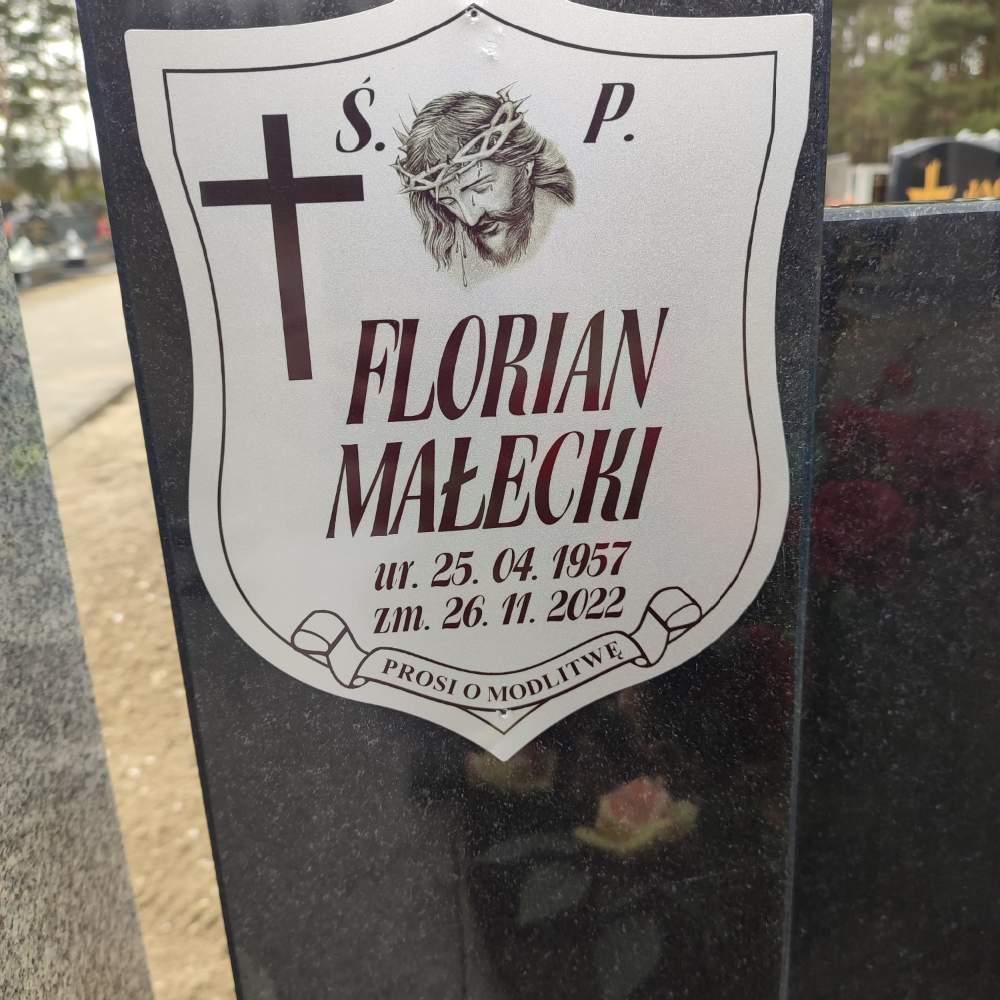 Ś. P.
FLORIAN
MAŁECKI
ur. 25. 04. 1957
zm. 26. 11. 2022
PROSI O MODLITWĘ